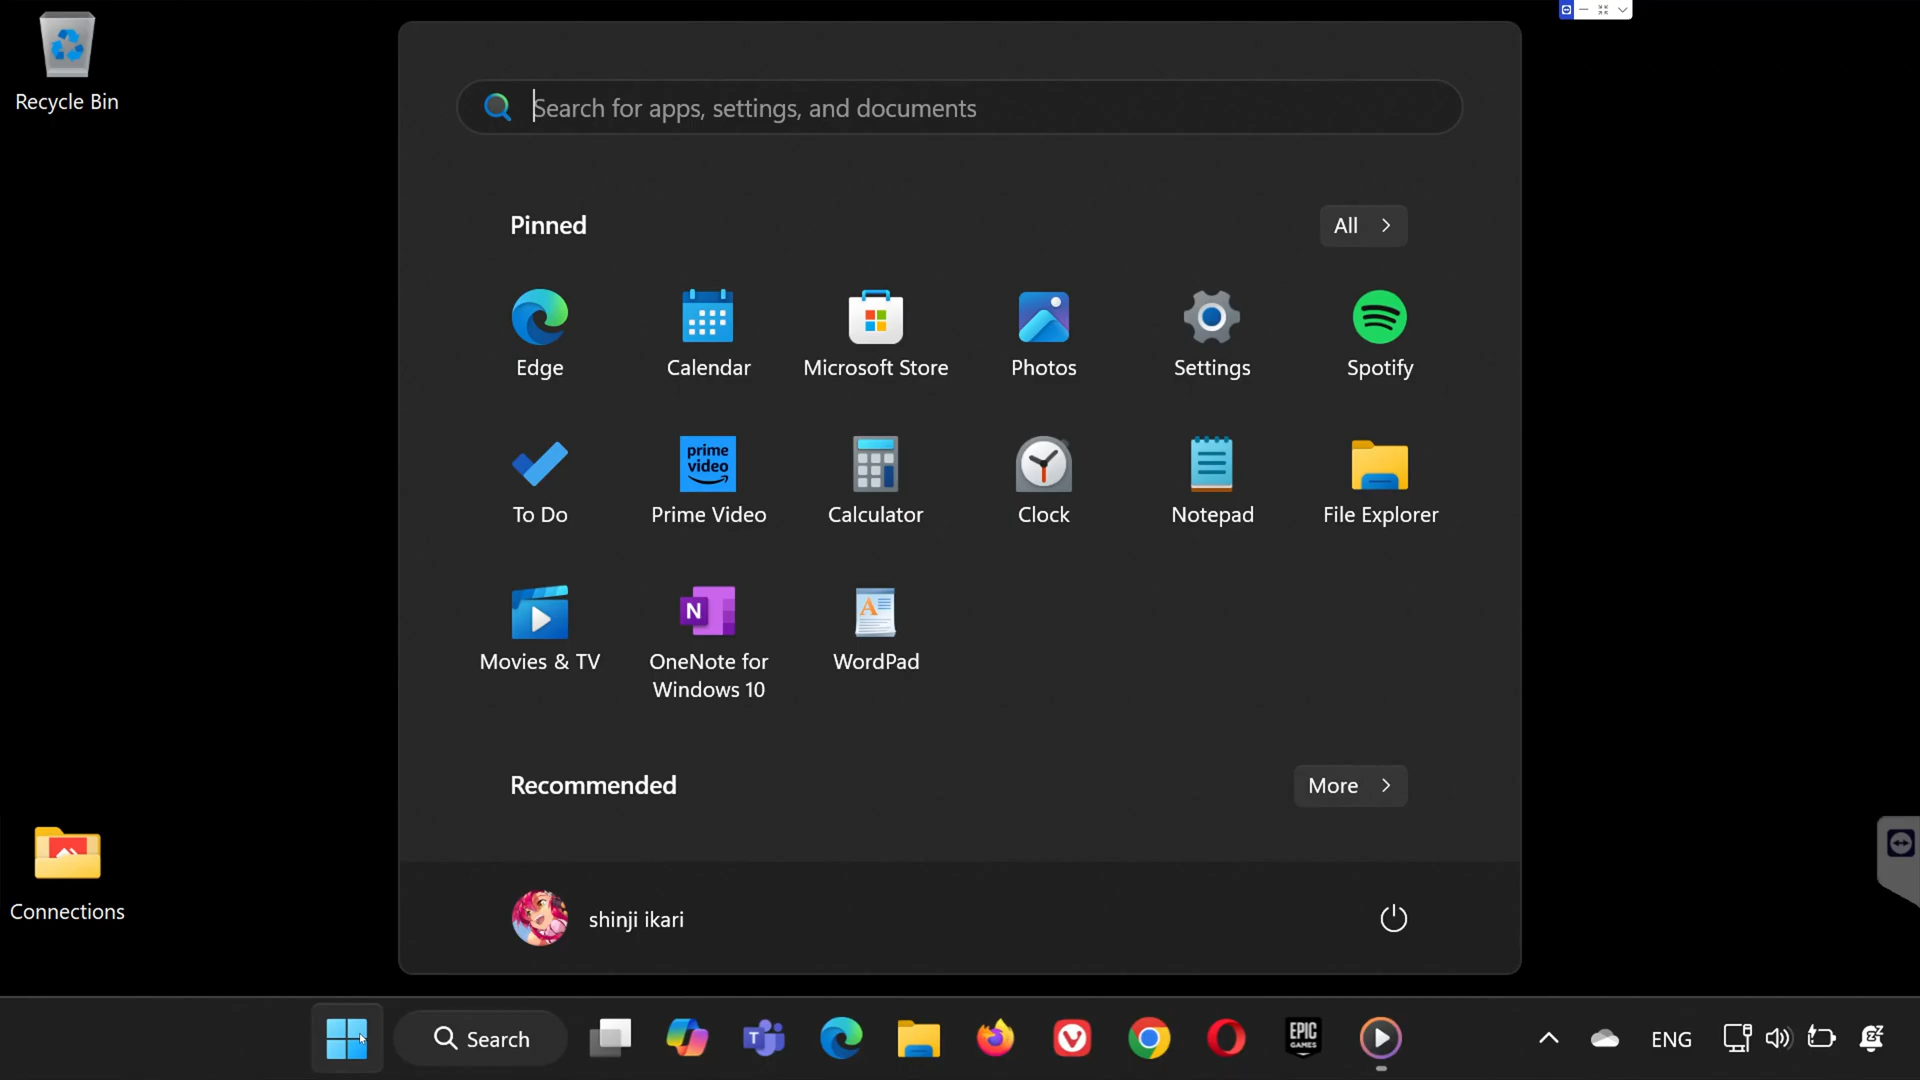 Recycle Bin
Search for apps, settings, and documents
Pinned
All
Edge
Calendar
Microsoft Store
Photos
Settings
Spotify
prime
video
To Do
Prime Video
Calculator
Clock
Notepad
File Explorer
N
A
Movies & TV
OneNote for
Windows 10
WordPad
Recommended
More
Connections
shinji ikari
Search
T
EPIC
GAMES
ENG